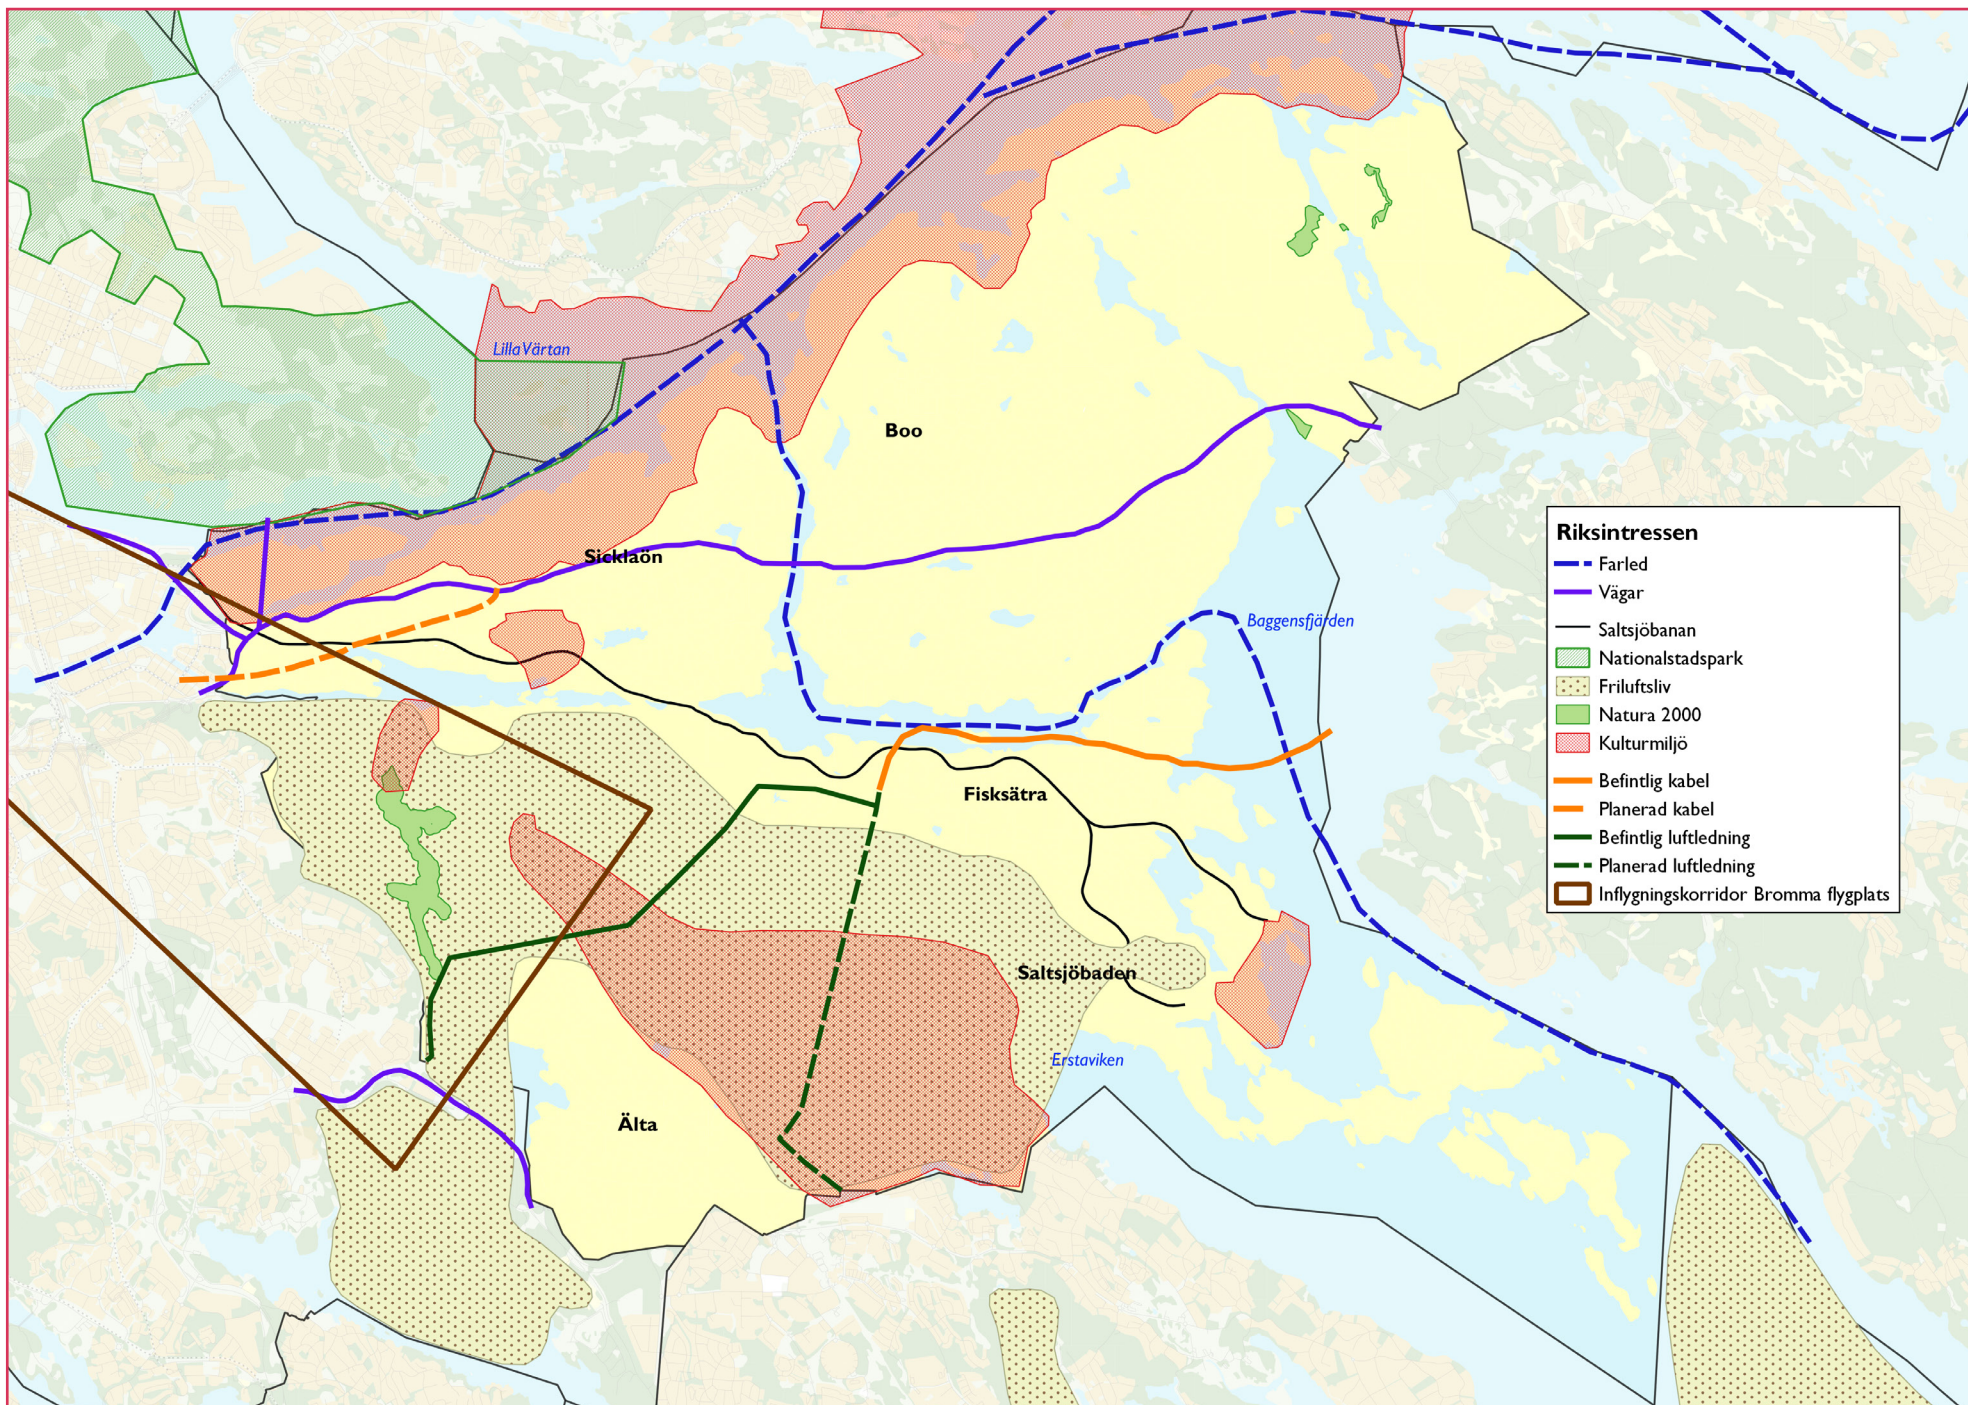 Lilla Värtan
Boo
Sicklaön
Baggensfjärden
Fisksätra
Saltsjöbaden
Erstaviken
Älta
Riksintressen
Farled
Vägar
Saltsjöbanan
Nationalstadspark
Friluftsliv
Natura 2000
Kulturmiljö
Befintlig kabel
Planerad kabel
Befintlig luftledning
Planerad luftledning
Inflygningskorridor Bromma flygplats